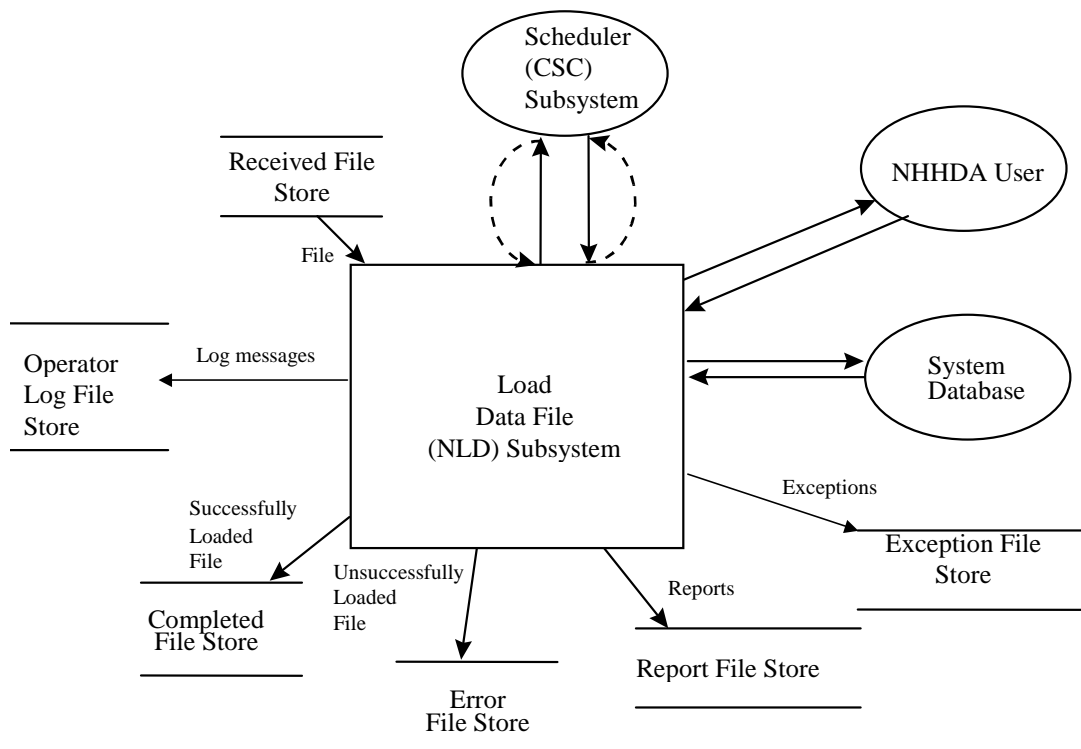 Scheduler
(CSC)
Subsystem
Received File
Store
NHHDA User
File
Operator
Log File
Store
Log messages
Load
Data File
(NLD) Subsystem
System
Database
Successfully
Loaded
File
Unsuccessfully
Loaded
File
Reports
Exceptions
Exception File
Store
Completed
File Store
Error
File Store
Report File Store